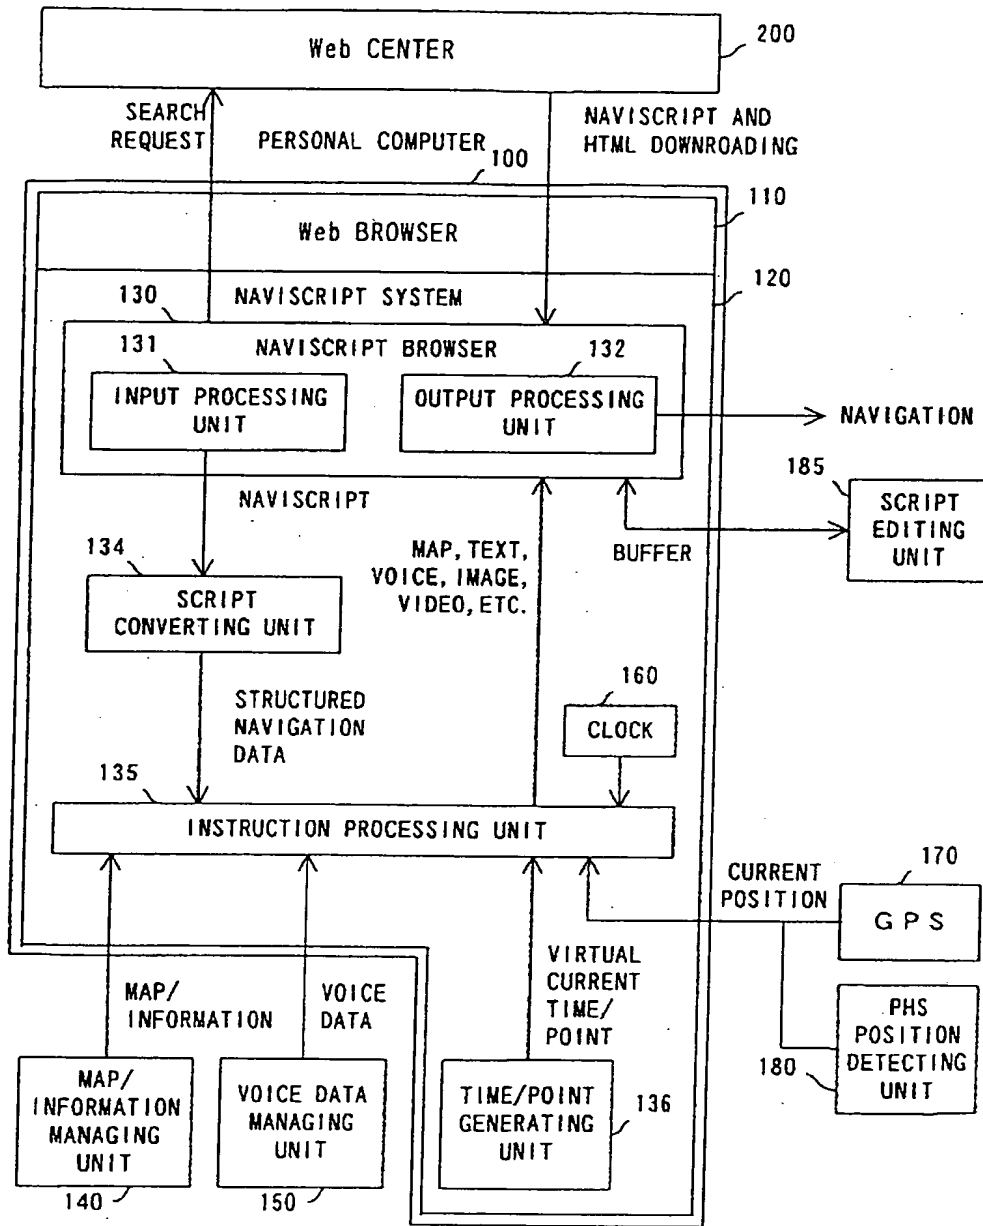 Web CENTER
200
SEARCH
REQUEST
PERSONAL COMPUTER
100
NAVISCRIPT AND
HTML DOWNROADING
110
Web BROWSER
120
130
NAVISCRIPT SYSTEM
NAVISCRIPT BROWSER
131
132
INPUT PROCESSING
UNIT
OUTPUT PROCESSING
UNIT
NAVIGATION
NAVISCRIPT
185
SCRIPT
EDITING
UNIT
BUFFER
MAP, TEXT,
VOICE, IMAGE,
VIDEO, ETC.
134
SCRIPT
CONVERTING UNIT
STRUCTURED
NAVIGATION
DATA
160
CLOCK
135
INSTRUCTION PROCESSING UNIT
CURRENT
POSITION
170
GPS
MAP/
INFORMATION
VOICE
DATA
VIRTUAL
CURRENT
TIME/
POINT
PHS
POSITION
DETECTING
UNIT
180
MAP/
INFORMATION
MANAGING
UNIT
140
VOICE DATA
MANAGING
UNIT
150
TIME/POINT
GENERATING
UNIT
136